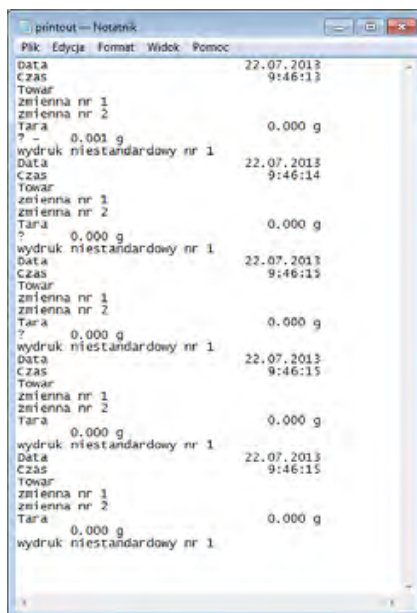 printout — Notatnik
Plik Edycja Format Widok Pomoc
Data 22.07.2013
Czas 9:46:13
Towar
zmienna nr 1
zmienna nr 2
Tara 0.000 g
? - 0.001 g
wydruk niestandardowy nr 1
Data 22.07.2013
Czas 9:46:14
Towar
zmienna nr 1
zmienna nr 2
Tara 0.000 g
? 0.000 g
wydruk niestandardowy nr 1
Data 22.07.2013
Czas 9:46:15
Towar
zmienna nr 1
zmienna nr 2
Tara 0.000 g
? 0.000 g
wydruk niestandardowy nr 1
Data 22.07.2013
Czas 9:46:15
Towar
zmienna nr 1
zmienna nr 2
Tara 0.000 g
0.000 g
wydruk niestandardowy nr 1
Data 22.07.2013
Czas 9:46:15
Towar
zmienna nr 1
zmienna nr 2
Tara 0.000 g
0.000 g
wydruk niestandardowy nr 1